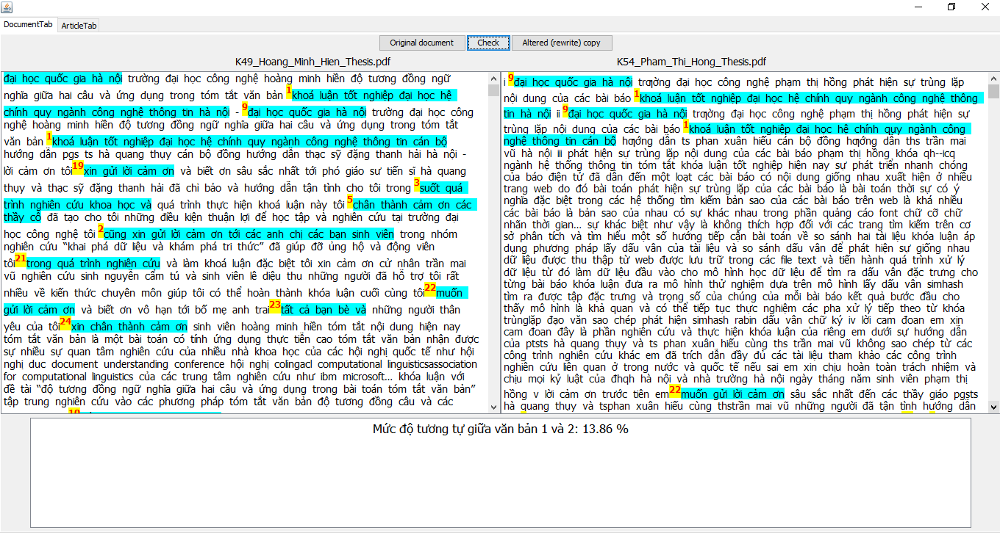 DocumentTab
ArticleTab
Original document
Check
Altered (rewrite) copy
K49_Hoang_Minh_Hien_Thesis.pdf
K54_Pham_Thi_Hong_Thesis.pdf
đại học quốc gia hà nội trường đại học công nghệ hoàng minh hiền độ tương đồng ngữ
nghĩa giữa hai câu và ứng dụng trong tóm tắt văn bản 1khoá luận tốt nghiệp đại học hệ
chính quy ngành công nghệ thông tin hà nội - 9đại học quốc gia hà nội trường đại học công
nghệ hoàng minh hiền độ tương đồng ngữ nghĩa giữa hai câu và ứng dụng trong tóm tắt
văn bản 1khoá luận tốt nghiệp đại học hệ chính quy ngành công nghệ thông tin cán bộ
hướng dẫn pgs ts hà quang thụy cán bộ đồng hướng dẫn thạc sỹ đặng thanh hải hà nội -
lời cảm ơn tôi19xin gửi lời cảm ơn và biết ơn sâu sắc nhất tới phó giáo sư tiến sĩ hà quang
thụy và thạc sỹ đặng thanh hải đã chỉ bảo và hướng dẫn tận tình cho tôi trong 3suốt quá
trình nghiên cứu khoa học và quá trình thực hiện khoá luận này tôi 5chân thành cảm ơn các
thầy cô đã tạo cho tôi những điều kiện thuận lợi để học tập và nghiên cứu tại trường đại
học công nghệ tôi 2cũng xin gửi lời cảm ơn tới các anh chị các bạn sinh viên trong nhóm
nghiên cứu “khai phá dữ liệu và khám phá tri thức” đã giúp đỡ ủng hộ và động viên
tôi21trong quá trình nghiên cứu và làm khoá luận đặc biệt tôi xin cảm ơn cử nhân trần mai
vũ nghiên cứu sinh nguyễn cẩm tú và sinh viên lê diệu thu những người đã hỗ trợ tôi rất
nhiều về kiến thức chuyên môn giúp tôi có thể hoàn thành khóa luận cuối cùng tôi22muốn
gửi lời cảm ơn và biết ơn vô hạn tới bố mẹ anh trai23tất cả bạn bè và những người thân
yêu của tôi24xin chân thành cảm ơn sinh viên hoàng minh hiền tóm tắt nội dung hiện nay
tóm tắt văn bản là một bài toán có tính ứng dụng thực tiễn cao tóm tắt văn bản nhận được
sự nhiều sự quan tâm nghiên cứu của nhiều nhà khoa học của các hội nghị quốc tế như hội
nghị duc document understanding conference hội nghị colingacl computational linguisticsassociation
for computational linguistics của các trung tâm nghiên cứu như ibm microsoft... khóa luận với
đề tài “độ tương đồng ngữ nghĩa giữa hai câu và ứng dụng trong bài toán tóm tắt văn bản”
tập trung nghiên cứu vào các phương pháp tóm tắt văn bản độ tương đồng câu và các
i 9đại học quốc gia hà nội trƣờng đại học công nghệ phạm thị hồng phát hiện sự trùng lặp
nội dung của các bài báo 1khoá luận tốt nghiệp đại học hệ chính quy ngành công nghệ thông
tin hà nội ii 9đại học quốc gia hà nội trƣờng đại học công nghệ phạm thị hồng phát hiện sự
trùng lặp nội dung của các bài báo 1khoá luận tốt nghiệp đại học hệ chính quy ngành công
nghệ thông tin cán bộ hƣớng dẫn ts phan xuân hiếu cán bộ đồng hƣớng dẫn ths trần mai
vũ hà nội iii phát hiện sự trùng lặp nội dung của các bài báo phạm thị hồng khóa qh--icq
ngành hệ thống thông tin tóm tắt khóa luận tốt nghiệp hiện nay sự phát triển nhanh chóng
của báo điện tử đã dẫn đến một loạt các bài báo có nội dung giống nhau xuất hiện ở nhiều
trang web do đó bài toán phát hiện sự trùng lặp của các bài báo là bài toán thời sự có ý
nghĩa đặc biệt trong các hệ thống tìm kiếm bản sao của các bài báo trên web là khá nhiều
các bài báo là bản sao của nhau có sự khác nhau trong phần quảng cáo font chữ cỡ chữ
nhãn thời gian... sự khác biệt như vậy là không thích hợp đối với các trang tìm kiếm trên cơ
sở phân tích và tìm hiểu một số hướng tiếp cận bài toán về so sánh hai tài liệu khóa luận áp
dụng phương pháp lấy dấu vân của tài liệu và so sánh dấu vân để phát hiện sự giống nhau
dữ liệu được thu thập từ web được lưu trữ trong các file text và tiến hành quá trình xử lý
dữ liệu từ đó làm dữ liệu đầu vào cho mô hình học dữ liệu để tìm ra dấu vân đặc trưng cho
từng bài báo khóa luận đưa ra mô hình thử nghiệm dựa trên mô hình lấy dấu vân simhash
tìm ra được tập đặc trưng và trọng số của chúng của mỗi bài báo kết quả bước đầu cho
thấy mô hình là khả quan và có thể tiếp tục thực nghiệm các pha xử lý tiếp theo từ khóa
trùnglặp đạo văn sao chép phát hiện simhash rabin dấu vân chữ ký iv lời cam đoan em xin
cam đoan đây là phần nghiên cứu và thực hiện khóa luận của riêng em dưới sự hướng dẫn
của ptsts hà quang thụy và ts phan xuân hiếu cùng ths trần mai vũ không sao chép từ các
công trình nghiên cứu khác em đã trích dẫn đầy đủ các tài liệu tham khảo các công trình
nghiên cứu liên quan ở trong nước và quốc tế nếu sai em xin chịu hoàn toàn trách nhiệm và
chịu mọi kỷ luật của đhqh hà nội và nhà trường hà nội ngày tháng năm sinh viên phạm thị
hồng v lời cảm ơn trước tiên em22muốn gửi lời cảm ơn sâu sắc nhất đến các thầy giáo pgsts
hà quang thụy và tsphan xuân hiếu cùng thstrần mai vũ những người đã tận tình hướng dẫn
Mức độ tương tự giữa văn bản 1 và 2: 13.86 %